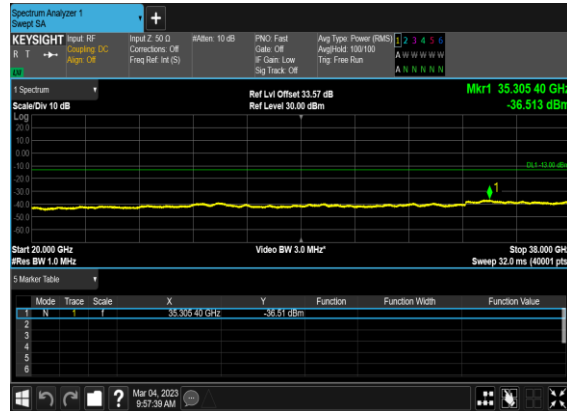 Spectrum Analyzer 1
Swept SA
+
KEYSIGHT
R T
LW
Input: RF
Coupling: DC
Align: Off
Input Z: 50 Ω
Corrections: Off
Freq Ref: Int (S)
#Atten: 10 dB
PNO: Fast
Gate: Off
IF Gain: Low
Sig Track: Off
Avg Type: Power (RMS)
Avg|Hold: 100/100
Trig: Free Run
1 2 3 4 5 6
A W W W W W
A N N N N N
1 Spectrum
Scale/Div 10 dB
Ref Lvl Offset 33.57 dB
Ref Level 30.00 dBm
Mkr1 35.305 40 GHz
-36.513 dBm
Log
20.0
10.0
0.00
-10.0
-20.0
-30.0
-40.0
-50.0
-60.0
DL1 -13.00 dBm
1
Start 20.000 GHz
#Res BW 1.0 MHz
Video BW 3.0 MHz*
Stop 38.000 GHz
Sweep 32.0 ms (40001 pts
5 Marker Table
Mode Trace Scale X Y Function Function Width Function Value
1 N 1 f 35.305 40 GHz -36.51 dBm
2
3
4
5
6
?
Mar 04, 2023
9:57:39 AM